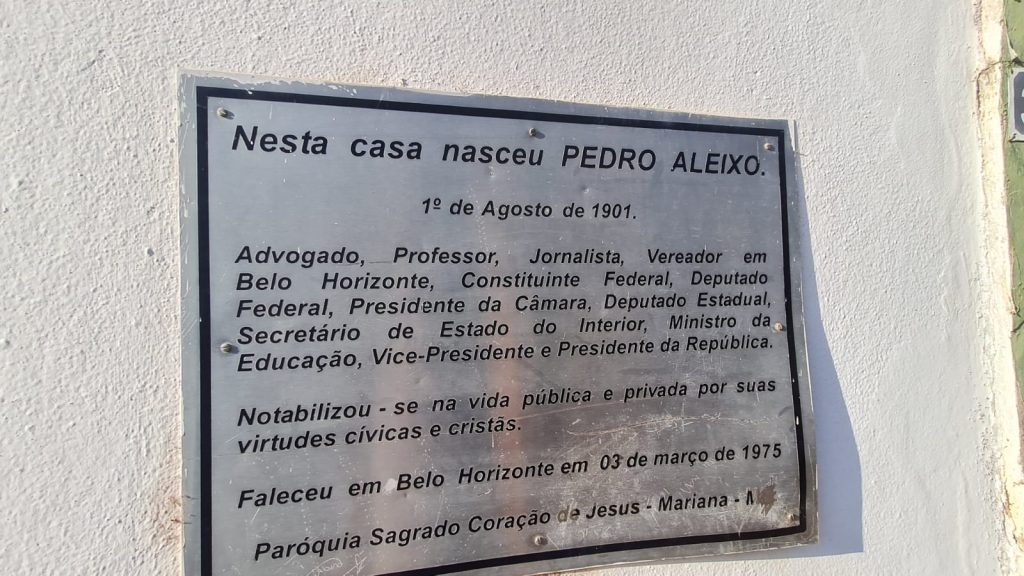 Nesta casa nasceu PEDRO ALEIXO.
1º de Agosto de 1901.
Advogado, Professor, Jornalista, Vereador em
Belo Horizonte, Constituinte Federal, Deputado
Federal, Presidente da Câmara, Deputado Estadual,
Secretário de Estado do Interior, Ministro da
Educação, Vice-Presidente e Presidente da República.
Notabilizou - se na vida pública e privada por suas
virtudes cívicas e cristãs.
Faleceu em Belo Horizonte em 03 de março de 1975
Paróquia Sagrado Coração de Jesus - Mariana -